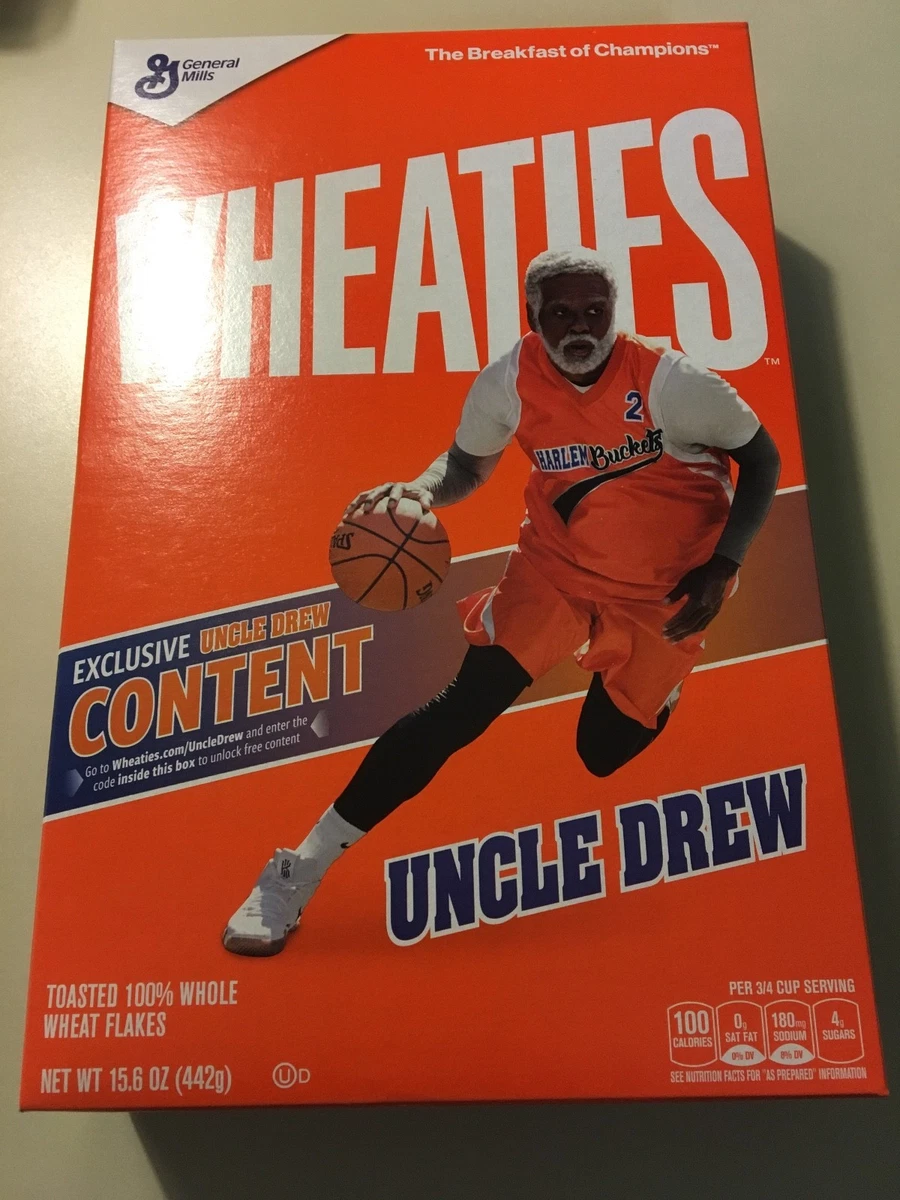 General
Mills
The Breakfast of Champions™
WHEATIES™
2
HARLEM Buckets
EXCLUSIVE UNCLE DREW
CONTENT
Go to Wheaties.com/UncleDrew and enter the
code inside this box to unlock free content
UNCLE DREW
TOASTED 100% WHOLE
WHEAT FLAKES
NET WT 15.6 OZ (442g)
U D
PER 3/4 CUP SERVING
100
CALORIES
0g
SAT FAT
0% DV
180mg
SODIUM
8% DV
4g
SUGARS
SEE NUTRITION FACTS FOR "AS PREPARED" INFORMATION